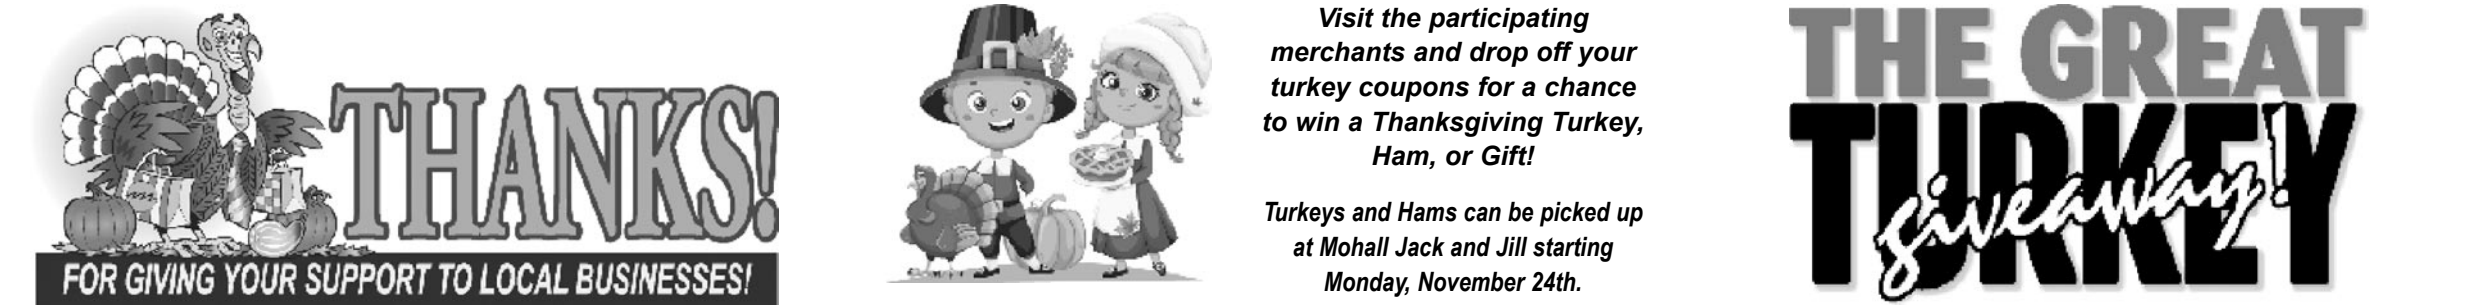 THANKS!
FOR GIVING YOUR SUPPORT TO LOCAL BUSINESSES!
Visit the participating
merchants and drop off your
turkey coupons for a chance
to win a Thanksgiving Turkey,
Ham, or Gift!
Turkeys and Hams can be picked up
at Mohall Jack and Jill starting
Monday, November 24th.
THE GREAT
TURKEY
giveaway!